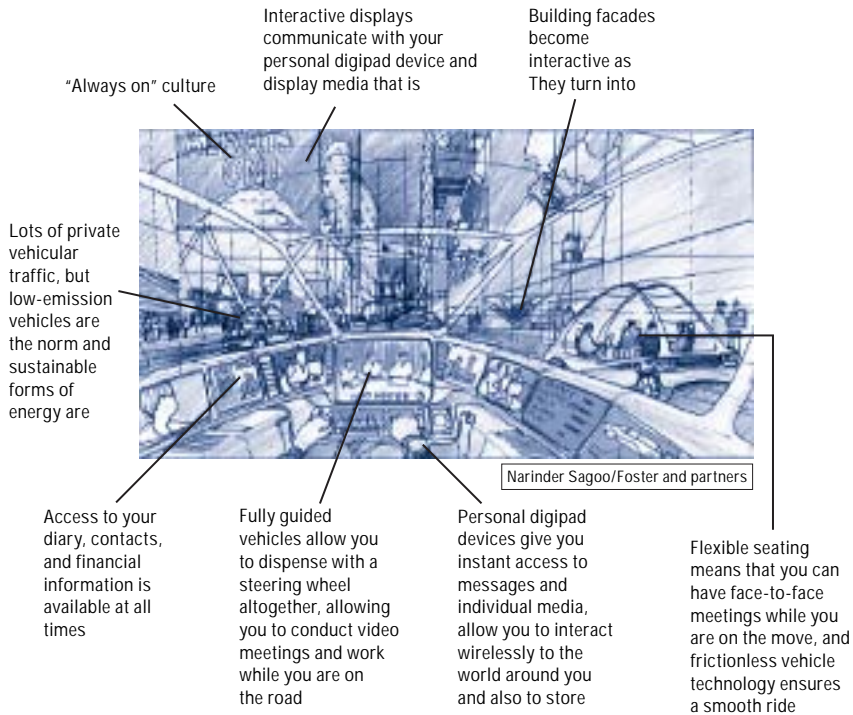 Interactive displays
communicate with your
personal digipad device and
display media that is
Building facades
become
interactive as
They turn into
"Always on" culture
Lots of private
vehicular
traffic, but
low-emission
vehicles are
the norm and
sustainable
forms of
energy are
Narinder Sagoo/Foster and partners
Access to your
diary, contacts,
and financial
information is
available at all
times
Fully guided
vehicles allow you
to dispense with a
steering wheel
altogether, allowing
you to conduct video
meetings and work
while you are on
the road
Personal digipad
devices give you
instant access to
messages and
individual media,
allow you to interact
wirelessly to the
world around you
and also to store
Flexible seating
means that you can
have face-to-face
meetings while you
are on the move, and
frictionless vehicle
technology ensures
a smooth ride